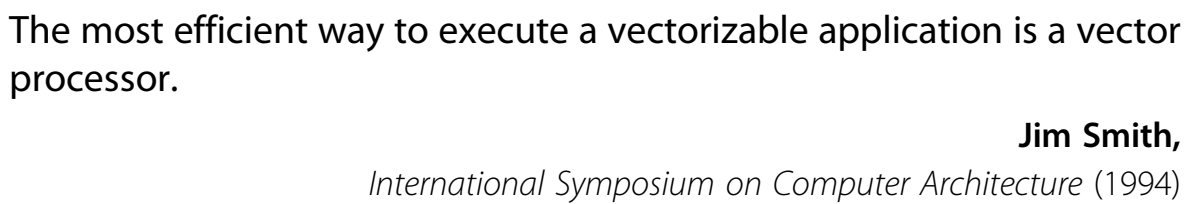 The most efficient way to execute a vectorizable application is a vector
processor.
Jim Smith,
International Symposium on Computer Architecture (1994)